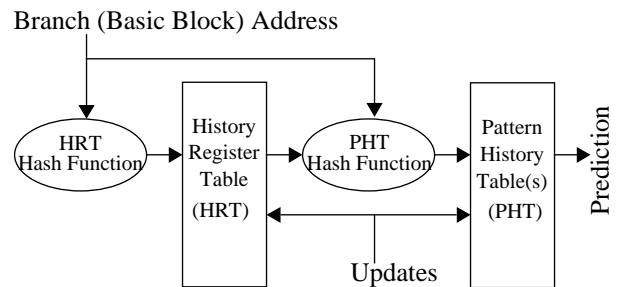 Branch (Basic Block) Address
HRT
Hash Function
History
Register
Table
(HRT)
PHT
Hash Function
Pattern
History
Table(s)
(PHT)
Prediction
Updates